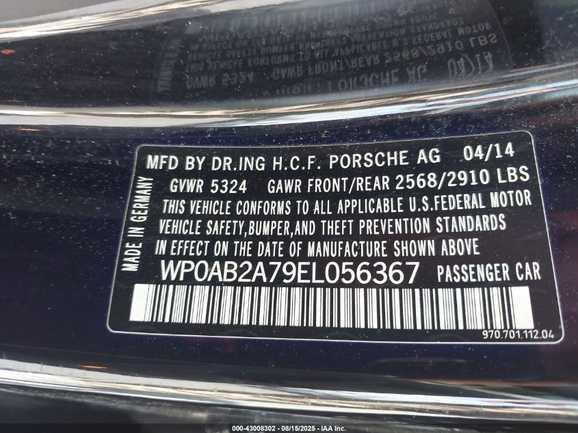 MFD BY DR.ING H.C.F. PORSCHE AG 04/14
GVWR 5324 GAWR FRONT/REAR 2568/2910 LBS
THIS VEHICLE CONFORMS TO ALL APPLICABLE U.S.FEDERAL MOTOR
VEHICLE SAFETY,BUMPER,AND THEFT PREVENTION STANDARDS
IN EFFECT ON THE DATE OF MANUFACTURE SHOWN ABOVE.
WP0AB2A79EL056367 PASSENGER CAR
MADE IN GERMANY
970.701.112.04
000-43008302 - 08/15/2025 - IAA Inc.